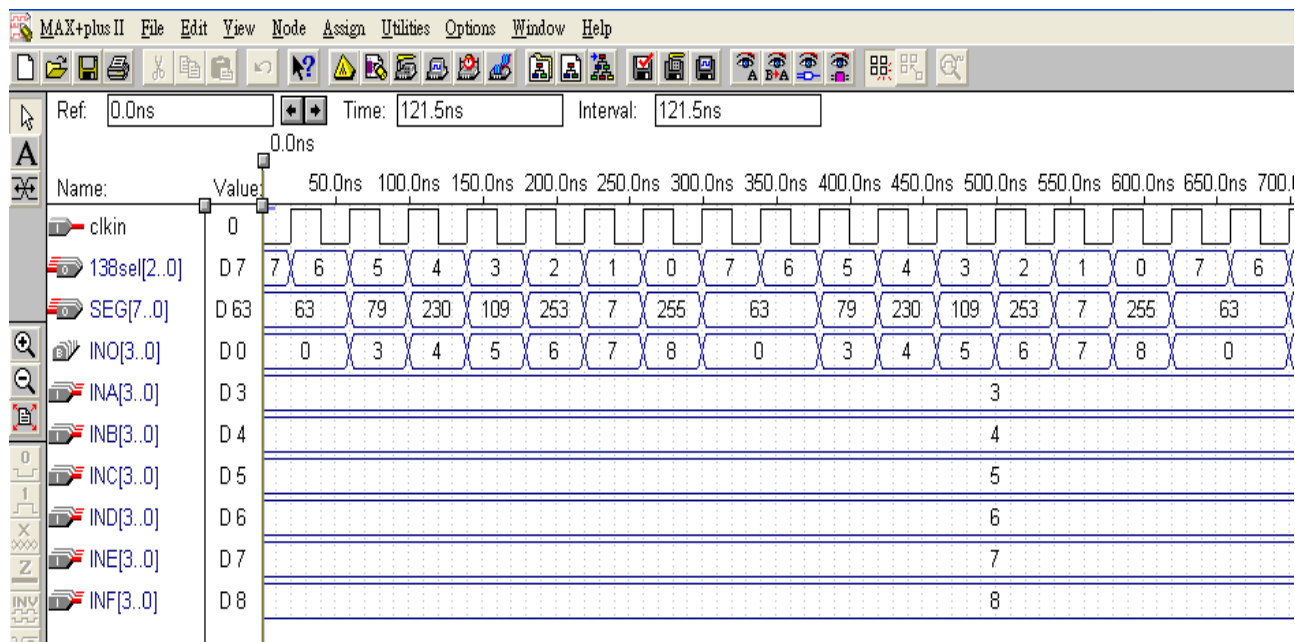 MAX+plus II File Edit View Node Assign Utilities Options Window Help
Ref: 0.0ns Time: 121.5ns Interval: 121.5ns
0.0ns
Name: Value: 50.0ns 100.0ns 150.0ns 200.0ns 250.0ns 300.0ns 350.0ns 400.0ns 450.0ns 500.0ns 550.0ns 600.0ns 650.0ns 700.
clkin 0
138sel[2..0] D 7 7 6 5 4 3 2 1 0 7 6 5 4 3 2 1 0 7 6
SEG[7..0] D 63 63 79 230 109 253 7 255 63 79 230 109 253 7 255 63
INO[3..0] D 0 0 3 4 5 6 7 8 0 3 4 5 6 7 8 0
INA[3..0] D 3 3
INB[3..0] D 4 4
INC[3..0] D 5 5
IND[3..0] D 6 6
INE[3..0] D 7 7
INF[3..0] D 8 8
A
0
1
X
Z
INV